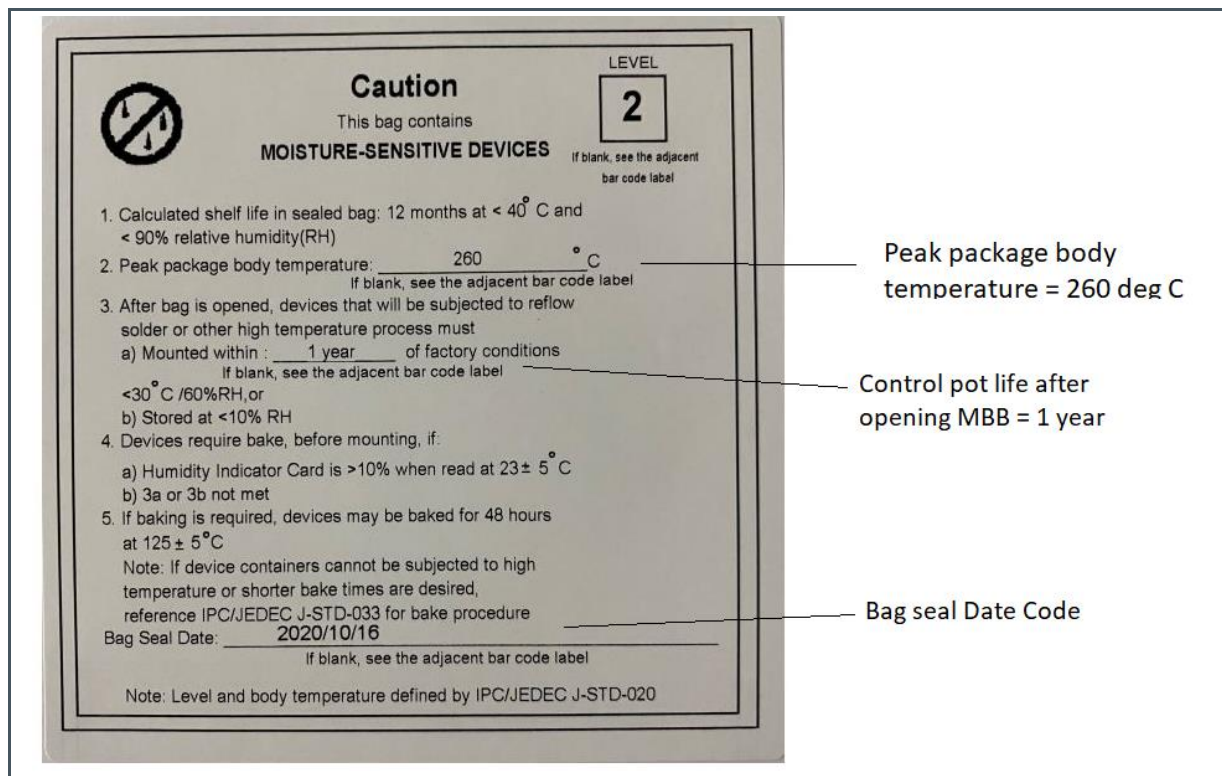 LEVEL
2
Caution
This bag contains
MOISTURE-SENSITIVE DEVICES
If blank, see the adjacent
bar code label
1. Calculated shelf life in sealed bag: 12 months at < 40° C and
< 90% relative humidity(RH)
2. Peak package body temperature: 260 °C
If blank, see the adjacent bar code label
3. After bag is opened, devices that will be subjected to reflow
solder or other high temperature process must
a) Mounted within : 1 year of factory conditions
If blank, see the adjacent bar code label
<30°C /60%RH,or
b) Stored at <10% RH
4. Devices require bake, before mounting, if:
a) Humidity Indicator Card is >10% when read at 23± 5°C
b) 3a or 3b not met
5. If baking is required, devices may be baked for 48 hours
at 125± 5°C
Note: If device containers cannot be subjected to high
temperature or shorter bake times are desired,
reference IPC/JEDEC J-STD-033 for bake procedure
Bag Seal Date: 2020/10/16
If blank, see the adjacent bar code label
Note: Level and body temperature defined by IPC/JEDEC J-STD-020
Peak package body
temperature = 260 deg C
Control pot life after
opening MBB = 1 year
Bag seal Date Code